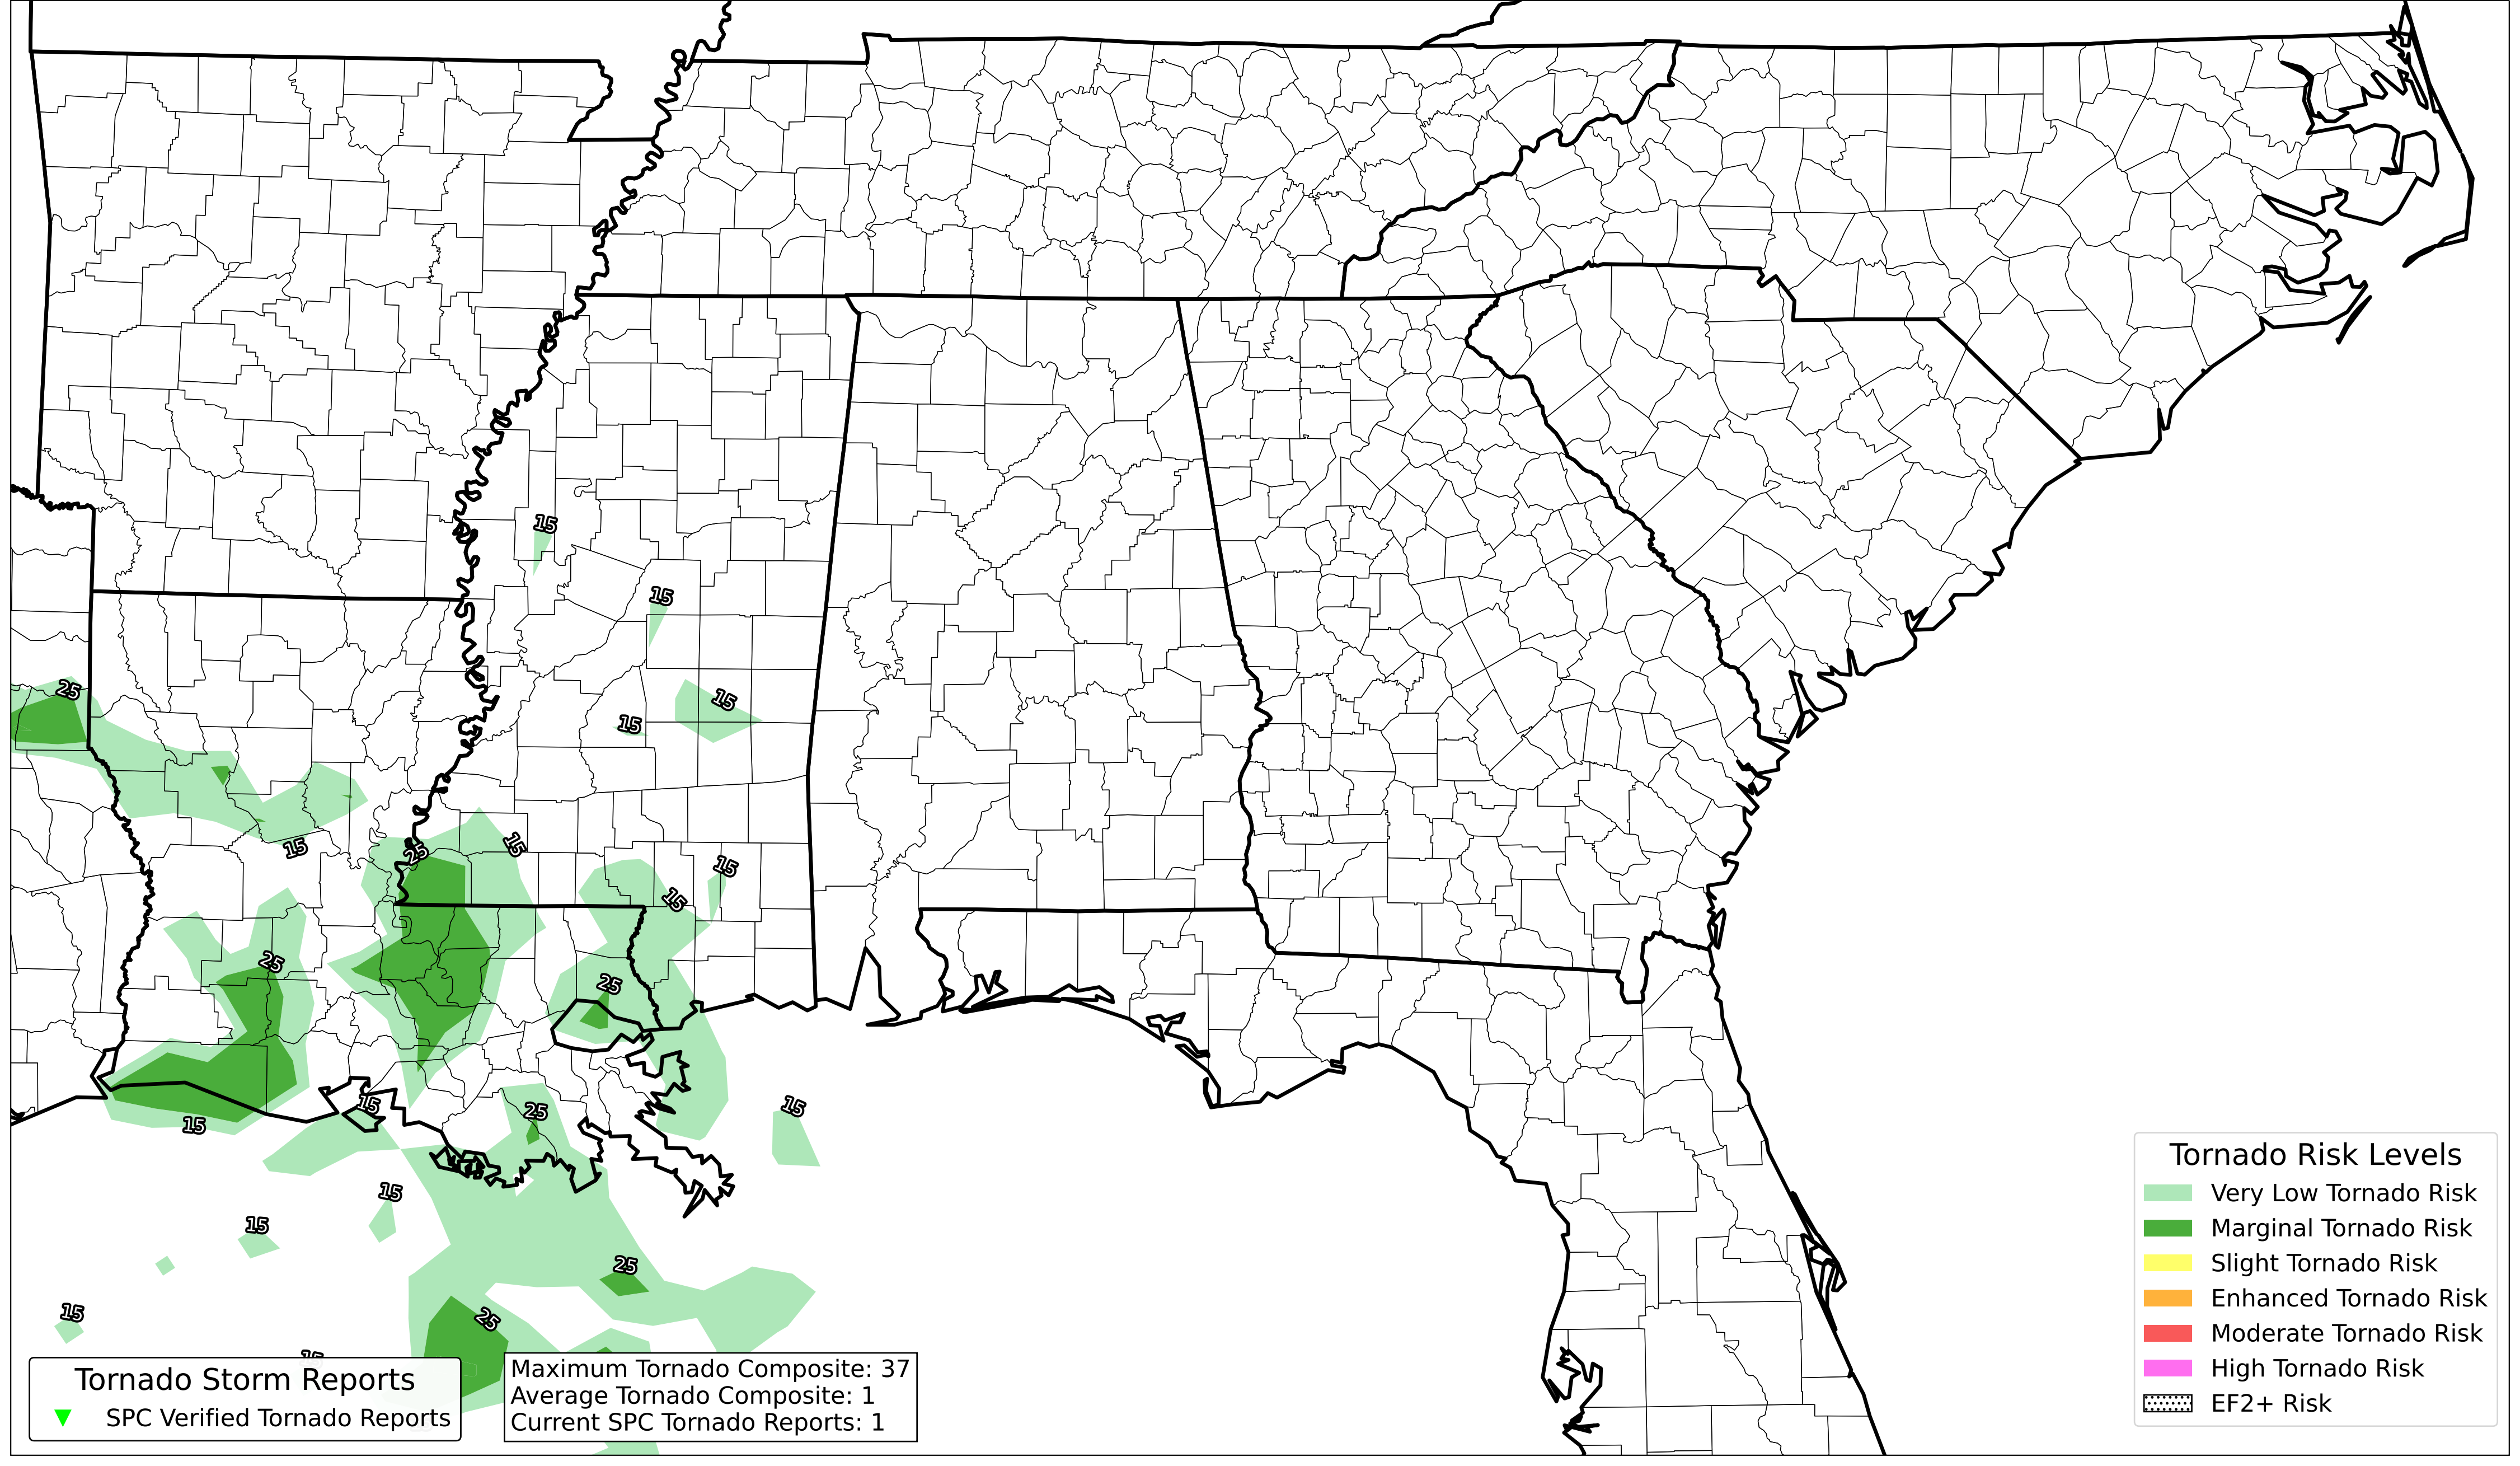 15
15
15
15
25
15
25
15
15
15
25
25
15
25
15
15
15
15
25
15
25
15
Tornado Storm Reports
SPC Verified Tornado Reports
Maximum Tornado Composite: 37
Average Tornado Composite: 1
Current SPC Tornado Reports: 1
Tornado Risk Levels
Very Low Tornado Risk
Marginal Tornado Risk
Slight Tornado Risk
Enhanced Tornado Risk
Moderate Tornado Risk
High Tornado Risk
EF2+ Risk